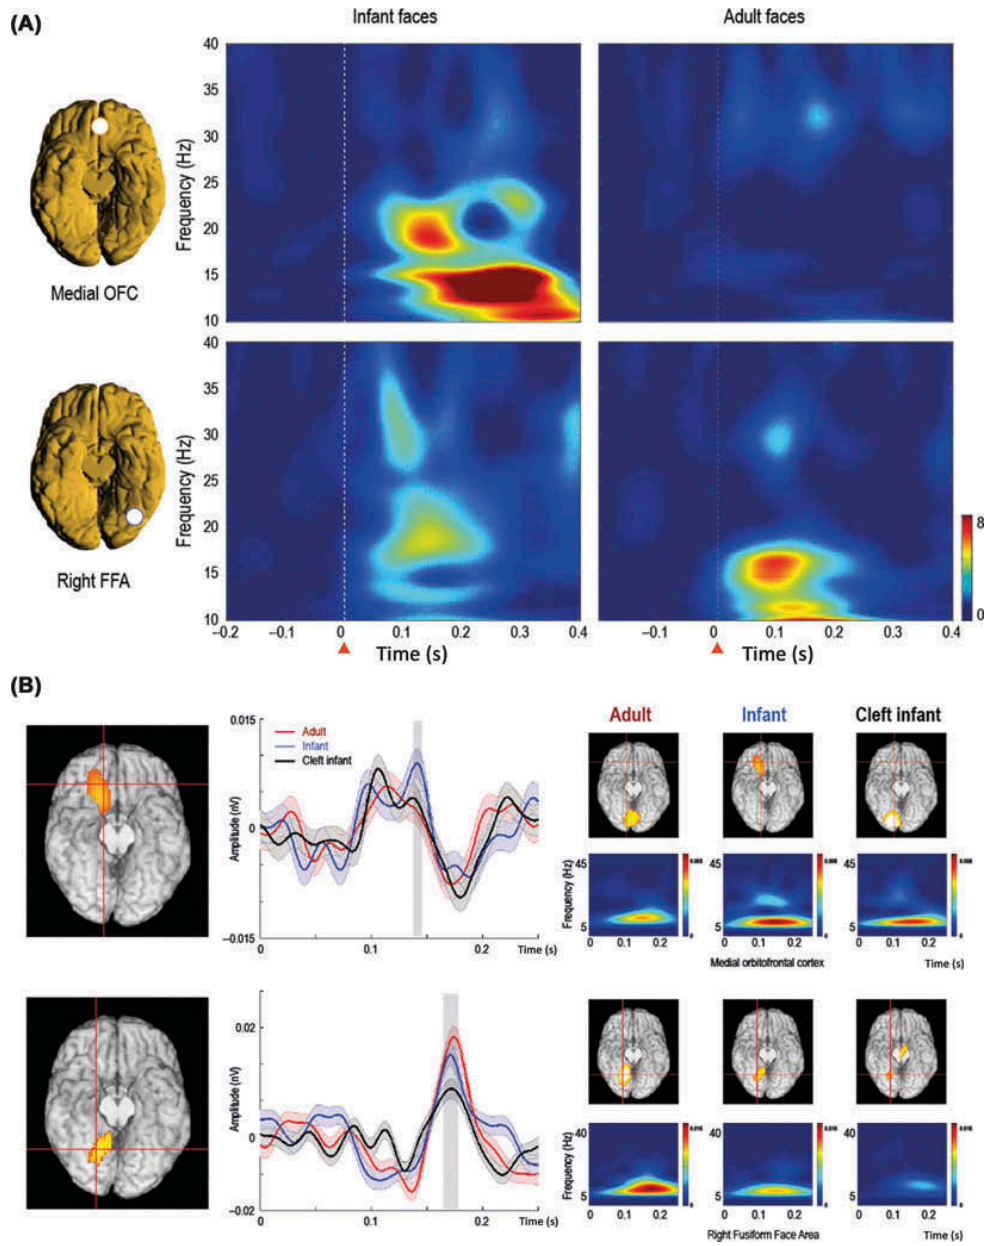 (A)
Infant faces
Adult faces
Medial OFC
Frequency (Hz)
40
35
30
25
20
15
10
Right FFA
Frequency (Hz)
40
35
30
25
20
15
10
8
0
−0.2 −0.1 0 0.1 0.2 0.3 0.4
−0.1 0 0.1 0.2 0.3 0.4
Time (s)
Time (s)
(B)
0.015
0
−0.015
Amplitude (nV)
Adult
Infant
Cleft infant
0 0.1 0.2 Time (s)
Adult
Infant
Cleft infant
Frequency (Hz)
45
5
45
5
45
5
0 0.1 0.2
0 0.1 0.2
0 0.1 0.2
Medial orbitofrontal cortex
Time (s)
0.02
0
−0.02
Amplitude (nV)
0 0.1 0.2 Time (s)
Frequency (Hz)
40
5
40
5
40
5
0 0.1 0.2
0 0.1 0.2
0 0.1 0.2
Right Fusiform Face Area
Time (s)